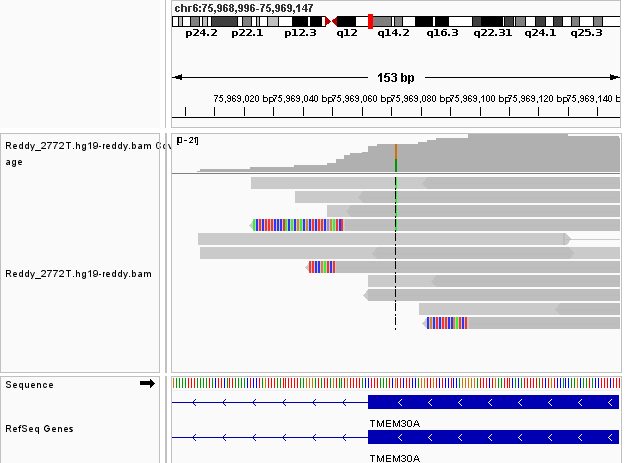 chr6:75,968,996-75,969,147
p24.2 p22.1 p12.3 q12 q14.2 q16.3 q22.31 q24.1 q25.3
153 bp
75,969,020 bp 75,969,040 bp 75,969,060 bp 75,969,080 bp 75,969,100 bp 75,969,120 bp 75,969,140 b
Reddy_2772T.hg19-reddy.bam Cov
age
[0-21]
Reddy_2772T.hg19-reddy.bam
Sequence
RefSeq Genes
TMEM30A
TMEM30A